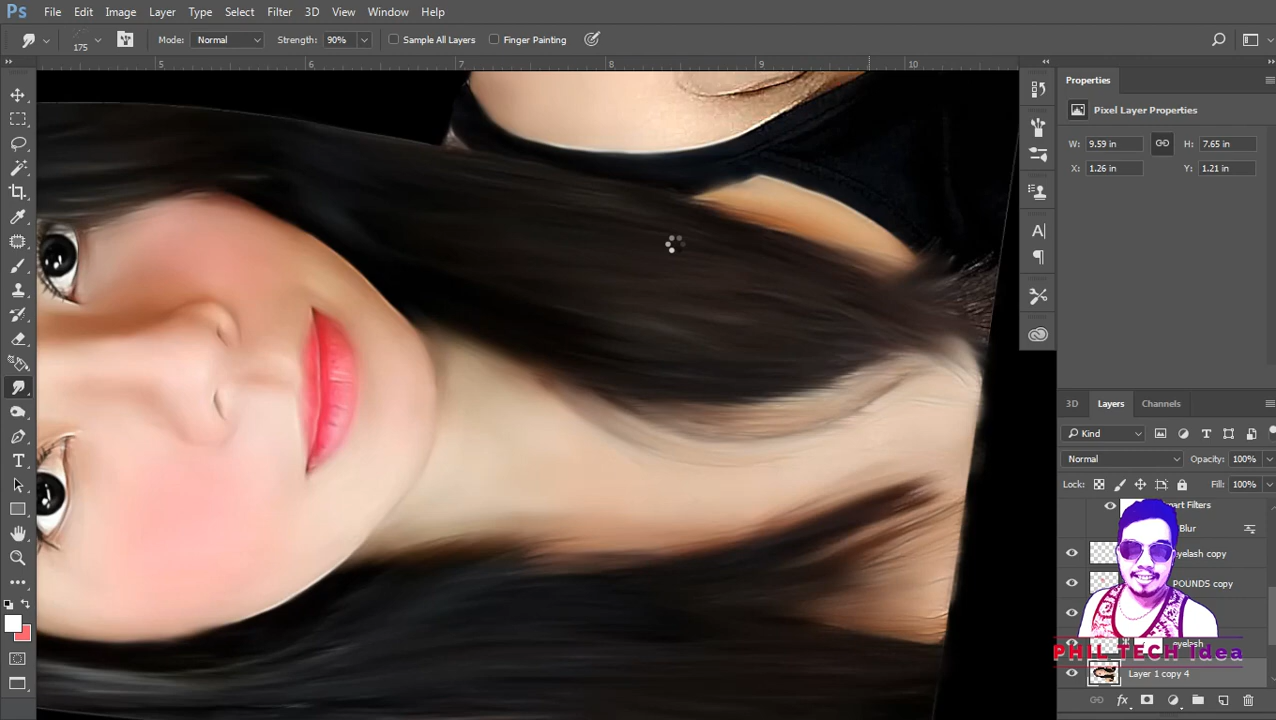 Ps File Edit Image Layer Type Select Filter 3D View Window Help
175 Mode: Normal Strength: 90% Sample All Layers Finger Painting
5 6 7 8 9 10
Properties
Pixel Layer Properties
W: 9.59 in H: 7.65 in
X: 1.26 in Y: 1.21 in
3D Layers Channels
Kind
Normal Opacity: 100%
Lock: Fill: 100%
Smart Filters
Blur
eyelash copy
POUNDS copy
eyelash
PHIL TECH Idea
Layer 1 copy 4